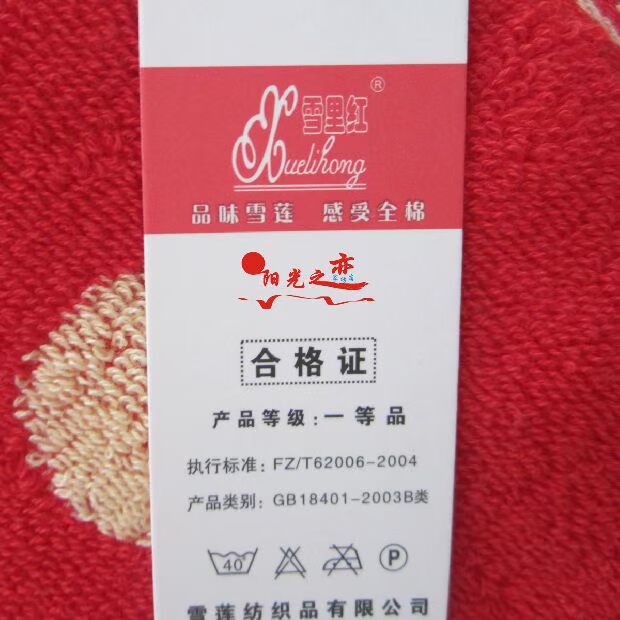 雪里红®
Xuelihong
品味雪莲 感受全棉
阳光之恋
合格证
产品等级:一等品
执行标准:FZ/T62006-2004
产品类别:GB18401-2003B类
40
P
雪莲纺织品有限公司